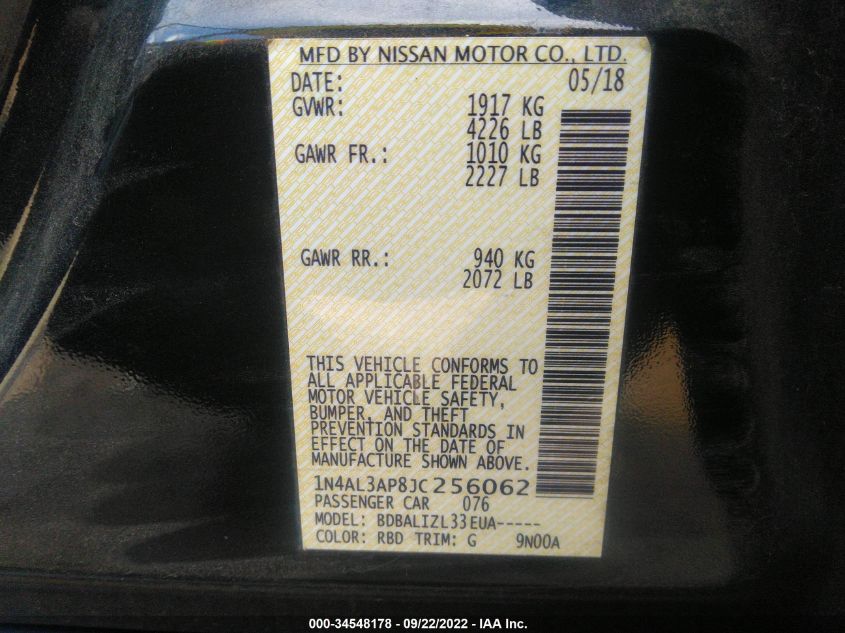 MFD BY NISSAN MOTOR CO., LTD.
DATE: 05/18
GVWR: 1917 KG
4226 LB
GAWR FR.: 1010 KG
2227 LB
GAWR RR.: 940 KG
2072 LB
THIS VEHICLE CONFORMS TO
ALL APPLICABLE FEDERAL
MOTOR VEHICLE SAFETY,
BUMPER, AND THEFT
PREVENTION STANDARDS IN
EFFECT ON THE DATE OF
MANUFACTURE SHOWN ABOVE.
1N4AL3AP8JC256062
PASSENGER CAR 076
MODEL: BDBALIZL33EUA-----
COLOR: RBD TRIM: G 9N00A
000-34548178 - 09/22/2022 - IAA Inc.